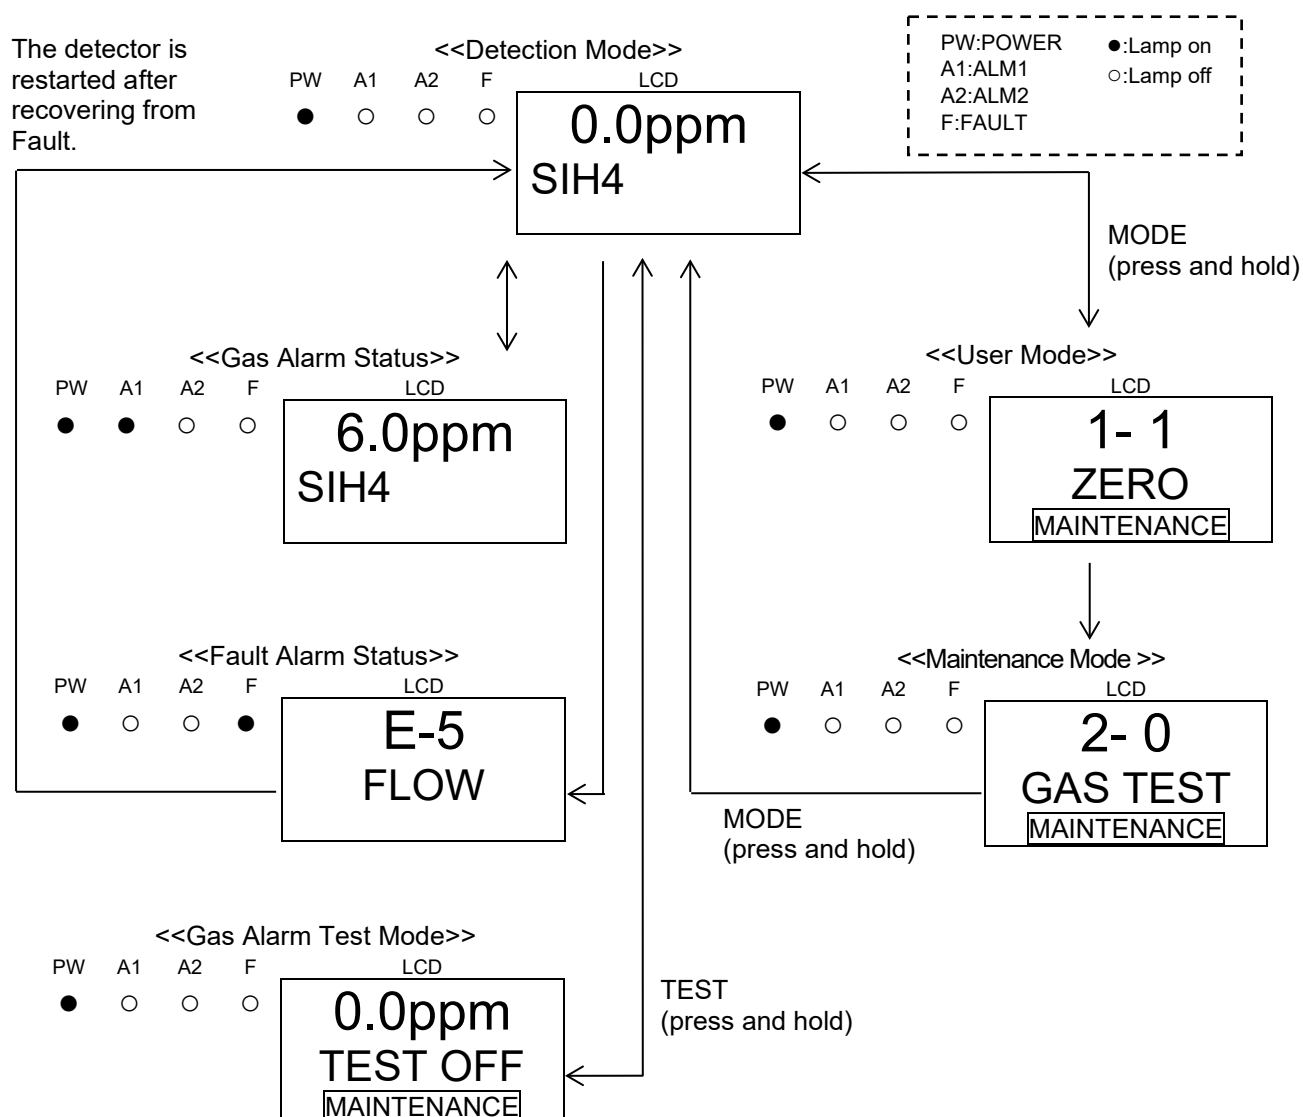 The detector is
restarted after
recovering from
Fault.
<<Detection Mode>>
PW A1 A2 F LCD
● ○ ○ ○
0.0ppm
SIH4
PW:POWER ●:Lamp on
A1:ALM1 ○:Lamp off
A2:ALM2
F:FAULT
MODE
(press and hold)
<<Gas Alarm Status>>
PW A1 A2 F LCD
● ● ○ ○
6.0ppm
SIH4
<<User Mode>>
PW A1 A2 F LCD
● ○ ○ ○
1- 1
ZERO
MAINTENANCE
<<Fault Alarm Status>>
PW A1 A2 F LCD
● ○ ○ ●
E-5
FLOW
<<Maintenance Mode >>
PW A1 A2 F LCD
● ○ ○ ○
2- 0
GAS TEST
MAINTENANCE
MODE
(press and hold)
<<Gas Alarm Test Mode>>
PW A1 A2 F LCD
● ○ ○ ○
0.0ppm
TEST OFF
MAINTENANCE
TEST
(press and hold)